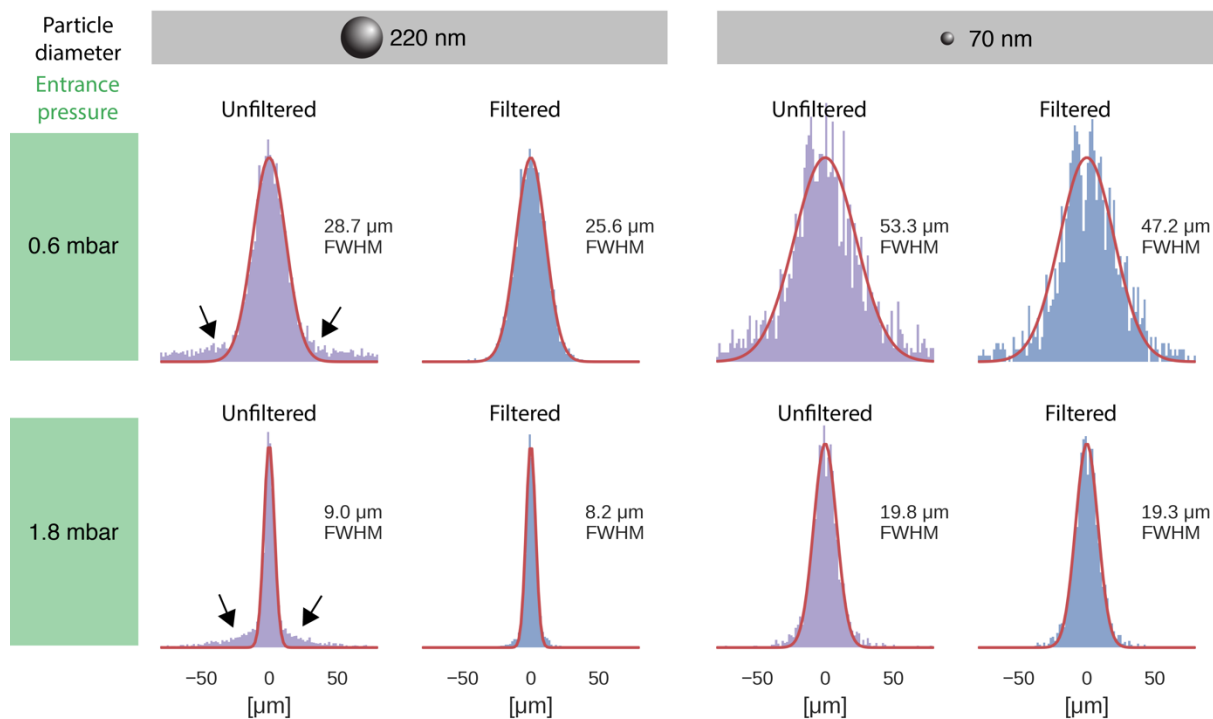 Particle
diameter
Entrance
pressure
220 nm
70 nm
Unfiltered
Filtered
Unfiltered
Filtered
0.6 mbar
28.7 µm
FWHM
25.6 µm
FWHM
53.3 µm
FWHM
47.2 µm
FWHM
Unfiltered
Filtered
Unfiltered
Filtered
1.8 mbar
9.0 µm
FWHM
8.2 µm
FWHM
19.8 µm
FWHM
19.3 µm
FWHM
−50 0 50
−50 0 50
−50 0 50
−50 0 50
[µm]
[µm]
[µm]
[µm]